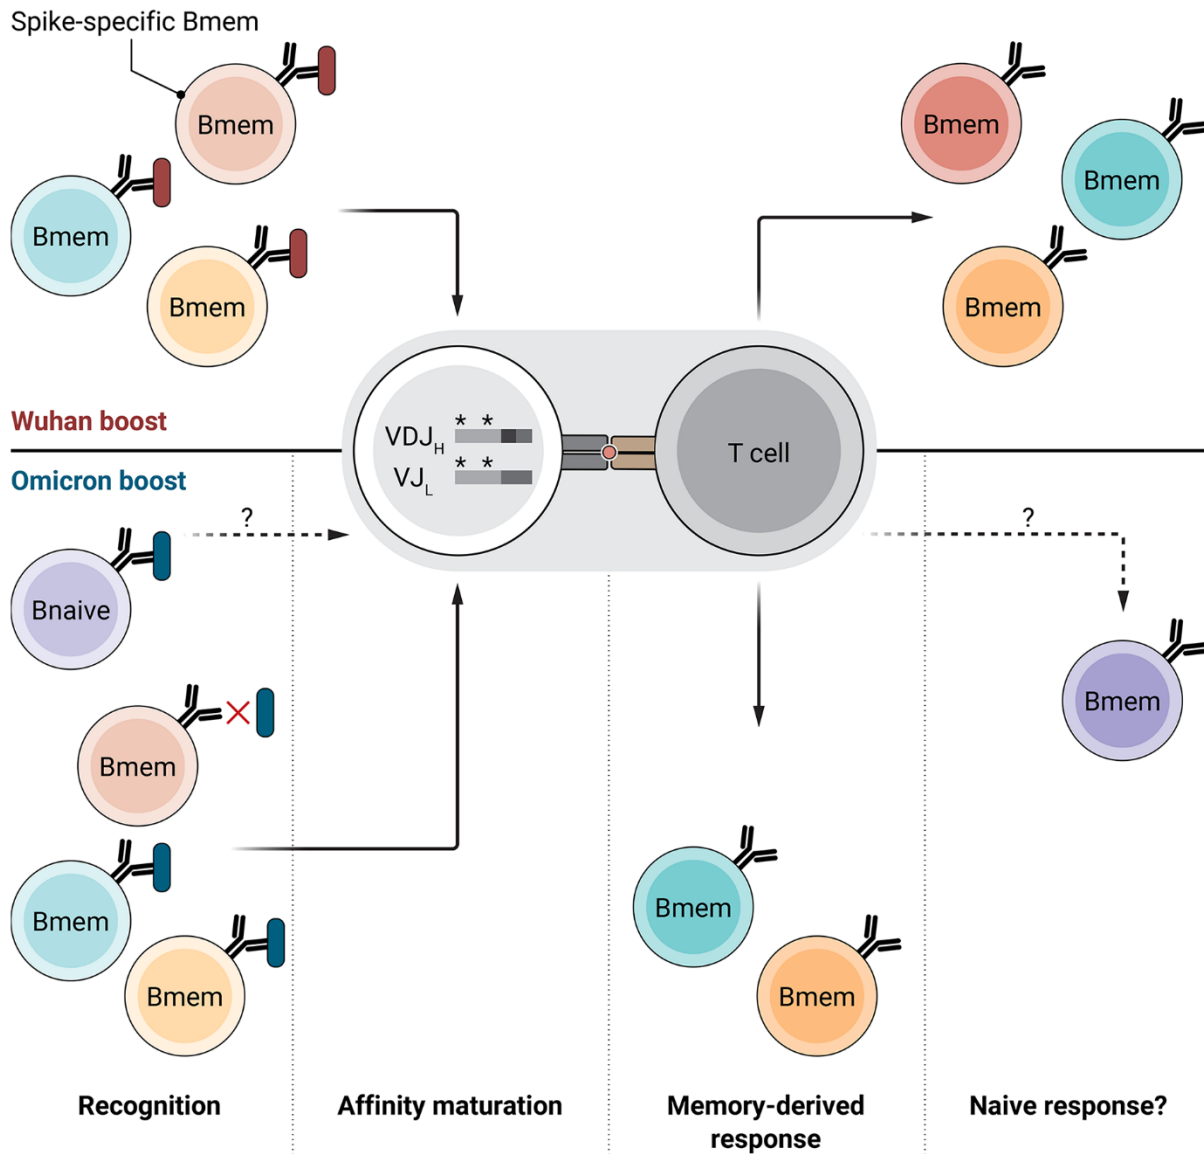 Spike-specific Bmem
Bmem
Bmem
Bmem
Bmem
Bmem
Bmem
Wuhan boost
Omicron boost
* *
VDJH
* *
VJL
T cell
?
?
Bnaive
Bmem
Bmem
Bmem
Bmem
Bmem
Bmem
Recognition
Affinity maturation
Memory-derived
response
Naive response?